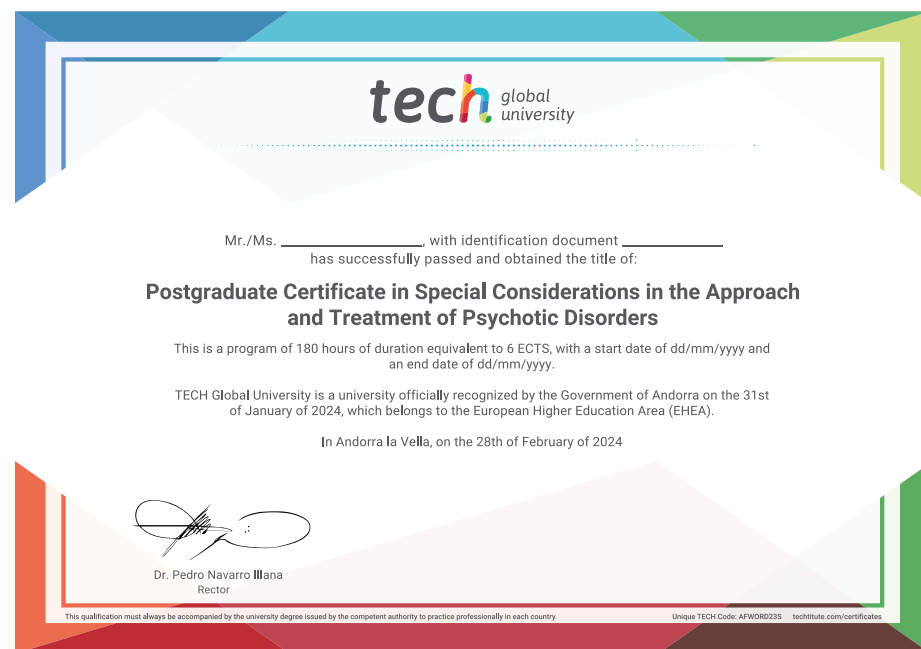 tech global
university
Mr./Ms. ____________, with identification document ____________
has successfully passed and obtained the title of:
Postgraduate Certificate in Special Considerations in the Approach
and Treatment of Psychotic Disorders
This is a program of 180 hours of duration equivalent to 6 ECTS, with a start date of dd/mm/yyyy and
an end date of dd/mm/yyyy.
TECH Global University is a university officially recognized by the Government of Andorra on the 31st
of January of 2024, which belongs to the European Higher Education Area (EHEA).
In Andorra la Vella, on the 28th of February of 2024
Dr. Pedro Navarro Illana
Rector
This qualification must always be accompanied by the university degree issued by the competent authority to practice professionally in each country.
Unique TECH Code: AFWORD23S techtitute.com/certificates